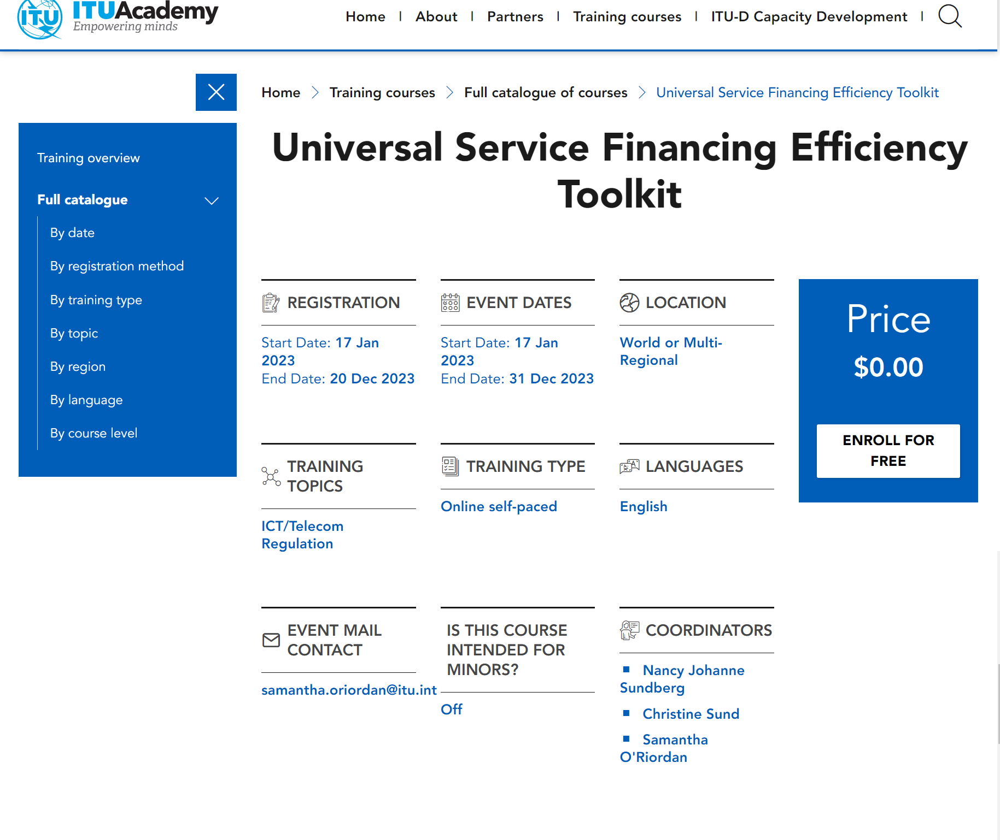 ITU
ITUAcademy
Empowering minds
Home | About | Partners | Training courses | ITU-D Capacity Development |
Home > Training courses > Full catalogue of courses > Universal Service Financing Efficiency Toolkit
Training overview
Full catalogue
By date
By registration method
By training type
By topic
By region
By language
By course level
Universal Service Financing Efficiency
Toolkit
REGISTRATION
Start Date: 17 Jan
2023
End Date: 20 Dec 2023
EVENT DATES
Start Date: 17 Jan
2023
End Date: 31 Dec 2023
LOCATION
World or Multi-
Regional
Price
$0.00
ENROLL FOR
FREE
TRAINING
TOPICS
ICT/Telecom
Regulation
TRAINING TYPE
Online self-paced
LANGUAGES
English
EVENT MAIL
CONTACT
samantha.oriordan@itu.int
IS THIS COURSE
INTENDED FOR
MINORS?
Off
COORDINATORS
Nancy Johanne
Sundberg
Christine Sund
Samantha
O'Riordan